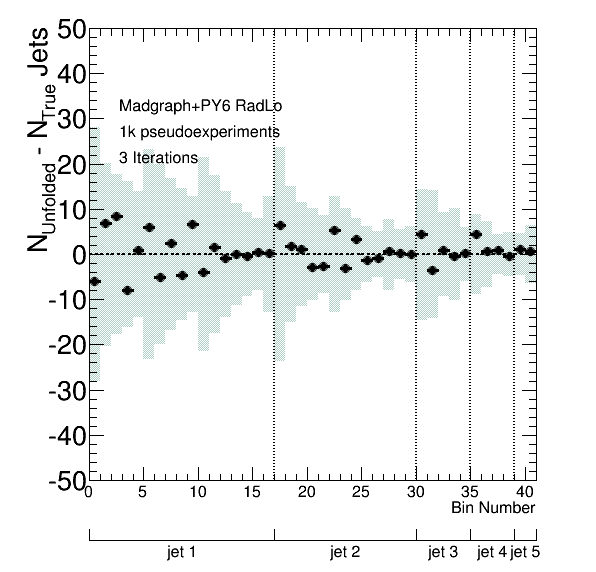 N_Unfolded - N_True Jets
50
40
30
20
10
0
-10
-20
-30
-40
-50
Madgraph+PY6 RadLo
1k pseudoexperiments
3 Iterations
0 5 10 15 20 25 30 35 40
Bin Number
jet 1 jet 2 jet 3 jet 4 jet 5